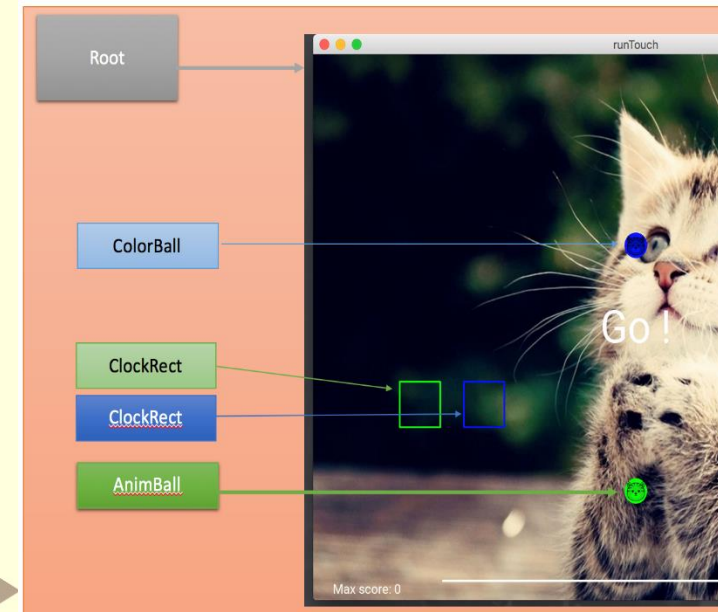 Root
runTouch
ColorBall
Go !
ClockRect
ClockRect
AnimBall
Max score: 0